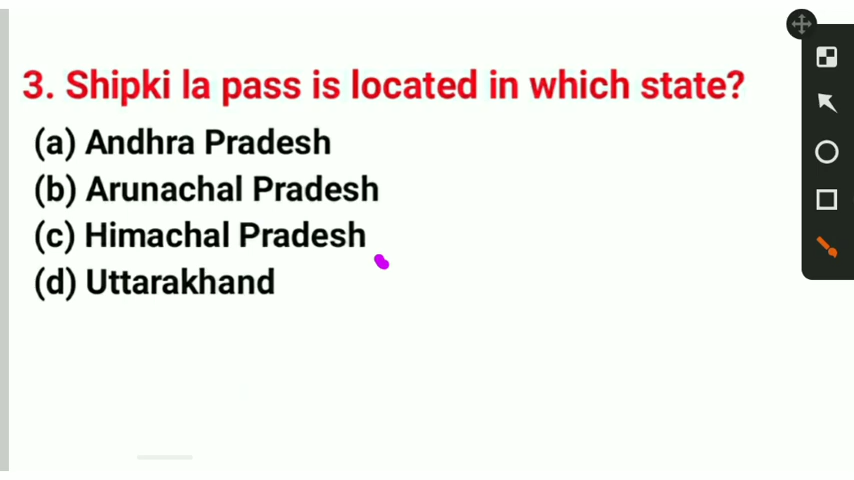 3. Shipki la pass is located in which state?
(a) Andhra Pradesh
(b) Arunachal Pradesh
(c) Himachal Pradesh
(d) Uttarakhand